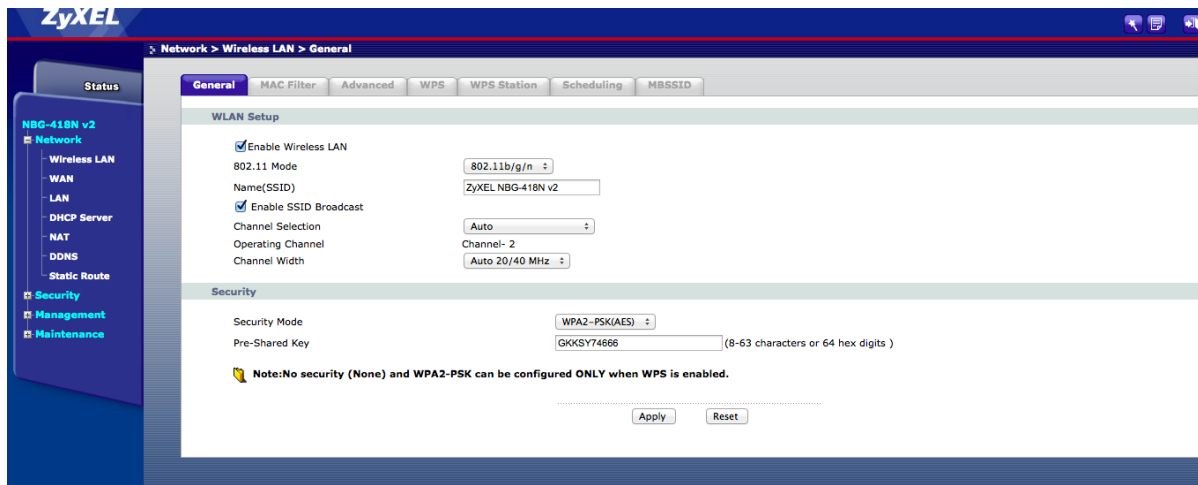 ZyXEL
Network > Wireless LAN > General
Status
General MAC Filter Advanced WPS WPS Station Scheduling MBSSID
NBG-418N v2
Network
Wireless LAN
WAN
LAN
DHCP Server
NAT
DDNS
Static Route
Security
Management
Maintenance
WLAN Setup
Enable Wireless LAN
802.11 Mode 802.11b/g/n
Name(SSID) ZyXEL NBG-418N v2
Enable SSID Broadcast
Channel Selection Auto
Operating Channel Channel- 2
Channel Width Auto 20/40 MHz
Security
Security Mode WPA2-PSK(AES)
Pre-Shared Key GKKSY74666 (8-63 characters or 64 hex digits )
Note:No security (None) and WPA2-PSK can be configured ONLY when WPS is enabled.
Apply Reset